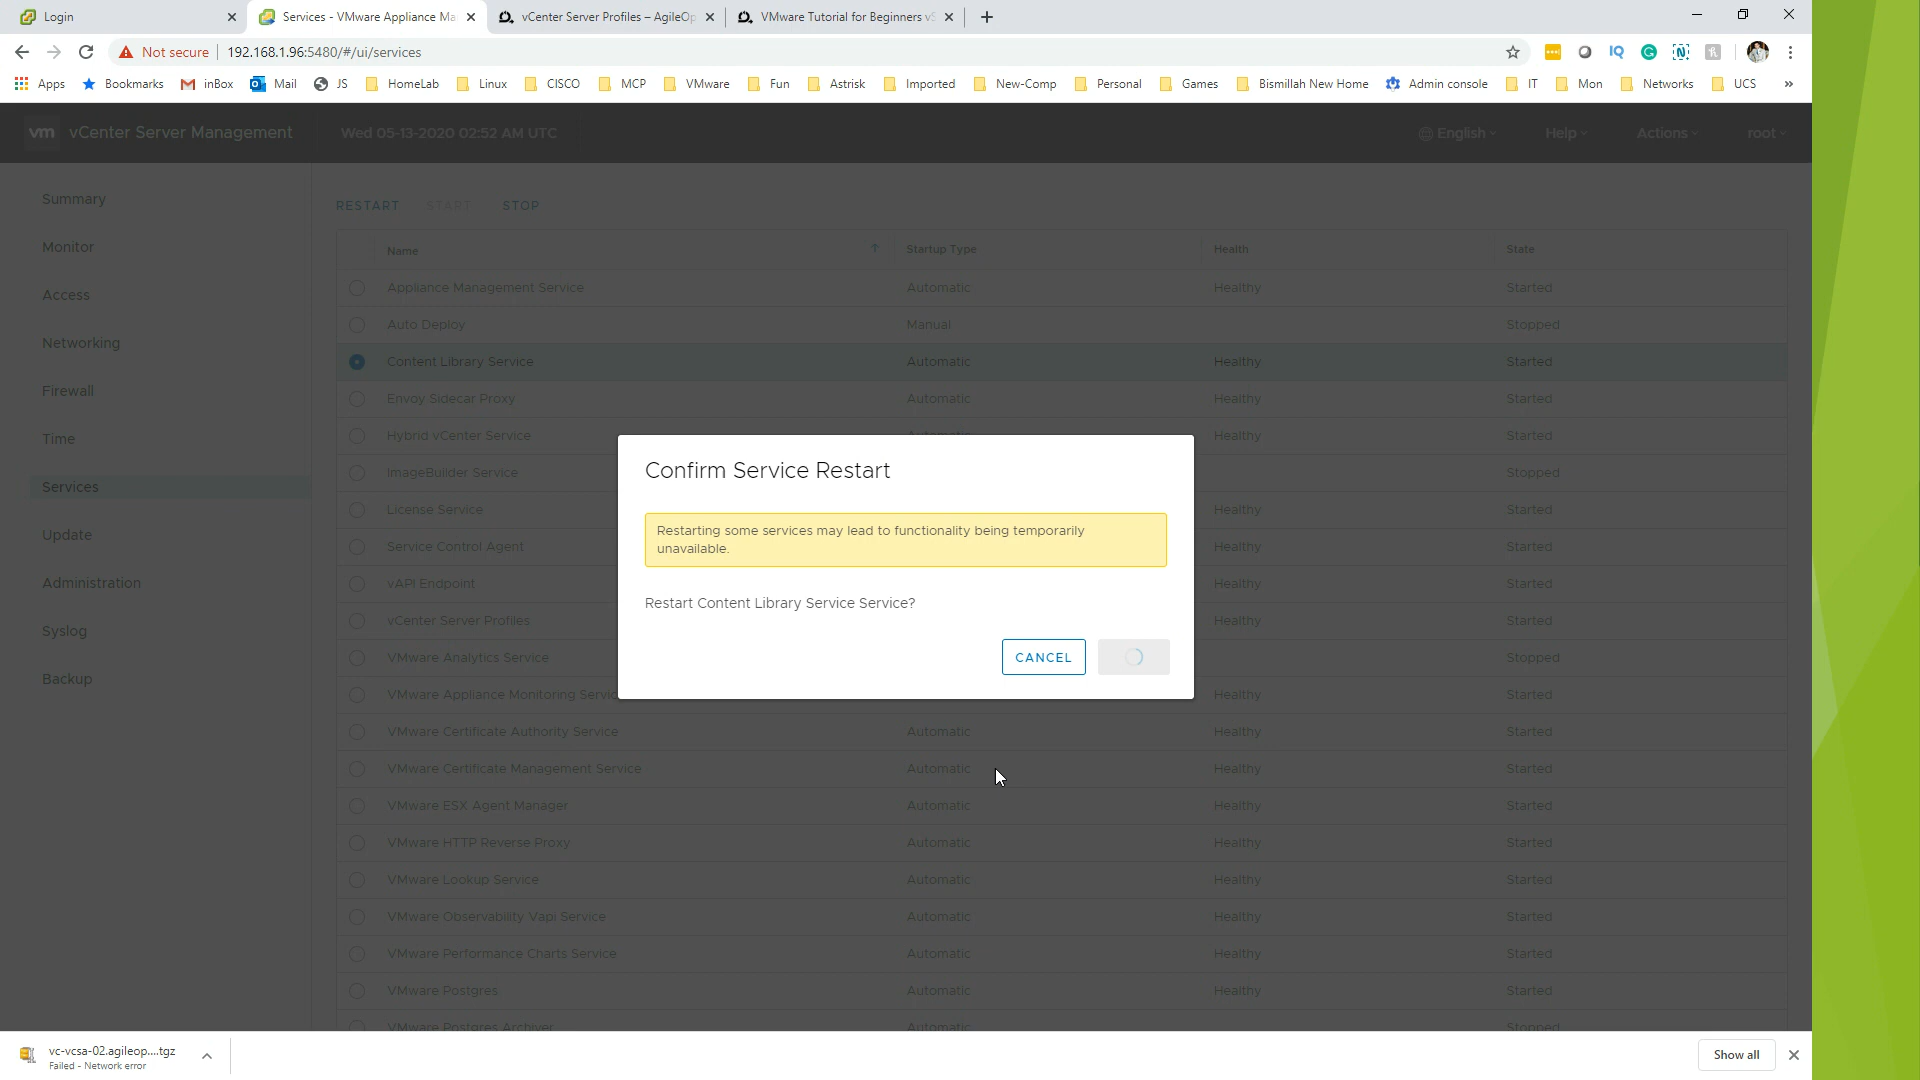 Login
Services - VMware Appliance Ma
vCenter Server Profiles – AgileOp
VMware Tutorial for Beginners vS
Not secure
192.168.1.96:5480/#/ui/services
Apps
Bookmarks
inBox
Mail
JS
HomeLab
Linux
CISCO
MCP
VMware
Fun
Astrisk
Imported
New-Comp
Personal
Games
Bismillah New Home
Admin console
IT
Mon
Networks
UCS
»
vm vCenter Server Management
Wed 05-13-2020 02:52 AM UTC
English
Help
Actions
root
Summary
Monitor
Access
Networking
Firewall
Time
Services
Update
Administration
Syslog
Backup
RESTART START STOP
Name Startup Type Health State
Appliance Management Service Automatic Healthy Started
Auto Deploy Manual Stopped
Content Library Service Automatic Healthy Started
Envoy Sidecar Proxy Automatic Healthy Started
Hybrid vCenter Service Automatic Healthy Started
ImageBuilder Service Stopped
License Service Healthy Started
Service Control Agent Healthy Started
vAPI Endpoint Healthy Started
vCenter Server Profiles Healthy Started
VMware Analytics Service Stopped
VMware Appliance Monitoring Servic Healthy Started
VMware Certificate Authority Service Automatic Healthy Started
VMware Certificate Management Service Automatic Healthy Started
VMware ESX Agent Manager Automatic Healthy Started
VMware HTTP Reverse Proxy Automatic Healthy Started
VMware Lookup Service Automatic Healthy Started
VMware Observability Vapi Service Automatic Healthy Started
VMware Performance Charts Service Automatic Healthy Started
VMware Postgres Automatic Healthy Started
VMware Postgres Archiver Automatic Stopped
Confirm Service Restart
Restarting some services may lead to functionality being temporarily
unavailable.
Restart Content Library Service Service?
CANCEL
vc-vcsa-02.agileop....tgz
Failed - Network error
Show all